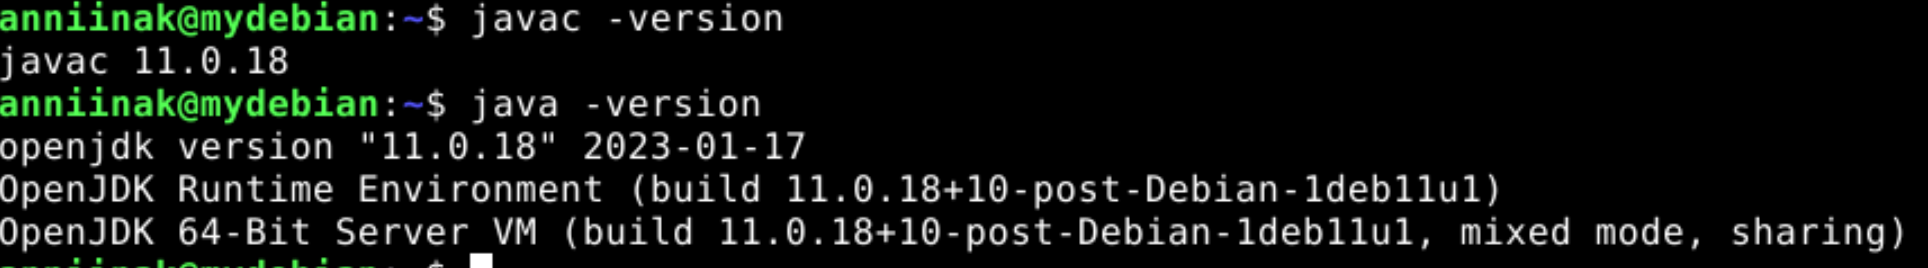 anniinak@mydebian:~$ javac -version
javac 11.0.18
anniinak@mydebian:~$ java -version
openjdk version "11.0.18" 2023-01-17
OpenJDK Runtime Environment (build 11.0.18+10-post-Debian-1deb11u1)
OpenJDK 64-Bit Server VM (build 11.0.18+10-post-Debian-1deb11u1, mixed mode, sharing)